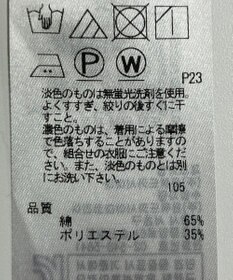 P
W
P23
淡色のものは無蛍光洗剤を使用。
よくすすぎ、絞りの後すぐに干
すこと。
濃色のものは、着用による摩擦
で色落ちすることがありますの
で、組合せの衣服にご注意くだ
さい。また、淡色のものとは別
にお洗い下さい。
105
品質
綿 65%
ポリエステル 35%